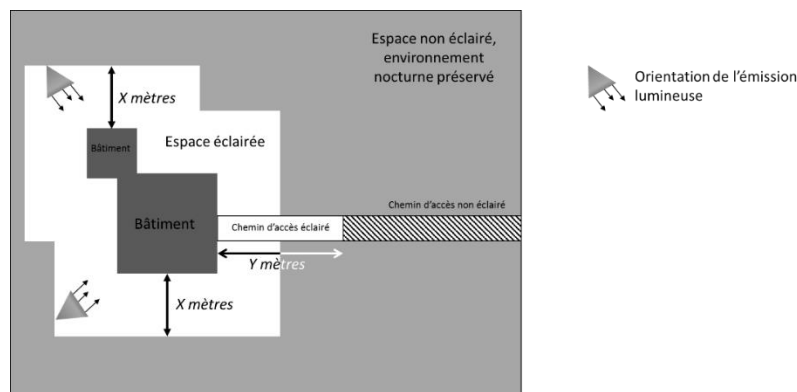 Espace non éclairé,
environnement
nocturne préservé
X mètres
Bâtiment
Espace éclairée
Chemin d'accès non éclairé
Bâtiment
Chemin d'accès éclairé
Y mètres
X mètres
Orientation de l'émission
lumineuse